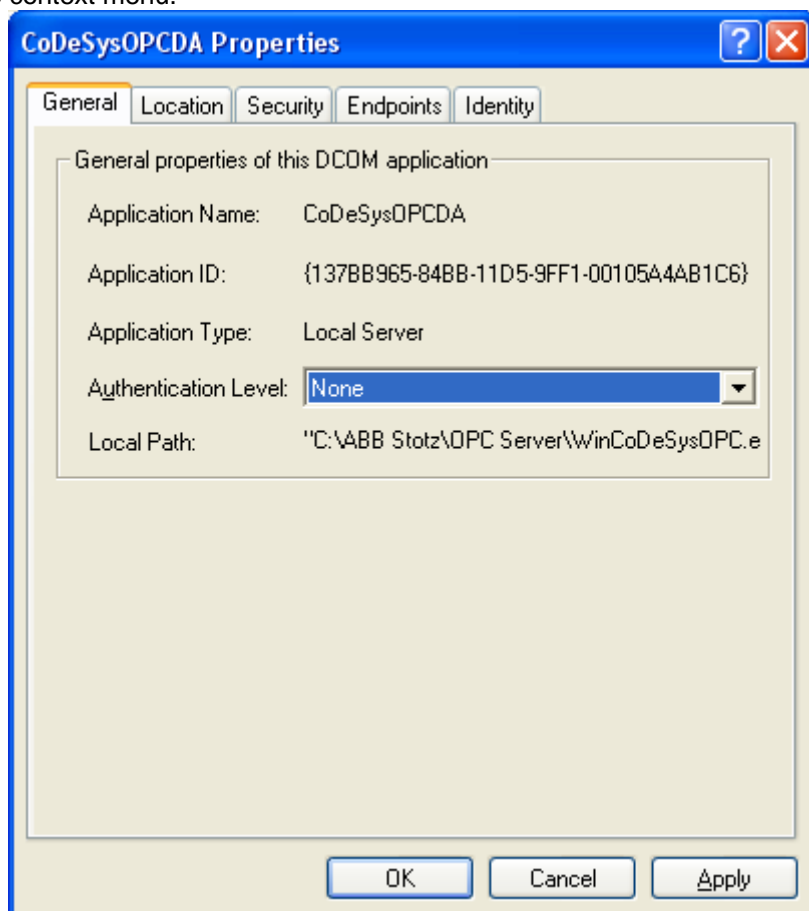 context menu.
CoDeSysOPCDA Properties
General Location Security Endpoints Identity
General properties of this DCOM application
Application Name: CoDeSysOPCDA
Application ID: {137BB965-84BB-11D5-9FF1-00105A4AB1C6}
Application Type: Local Server
Authentication Level: None
Local Path: "C:\ABB Stotz\OPC Server\WinCoDeSysOPC.e
OK Cancel Apply